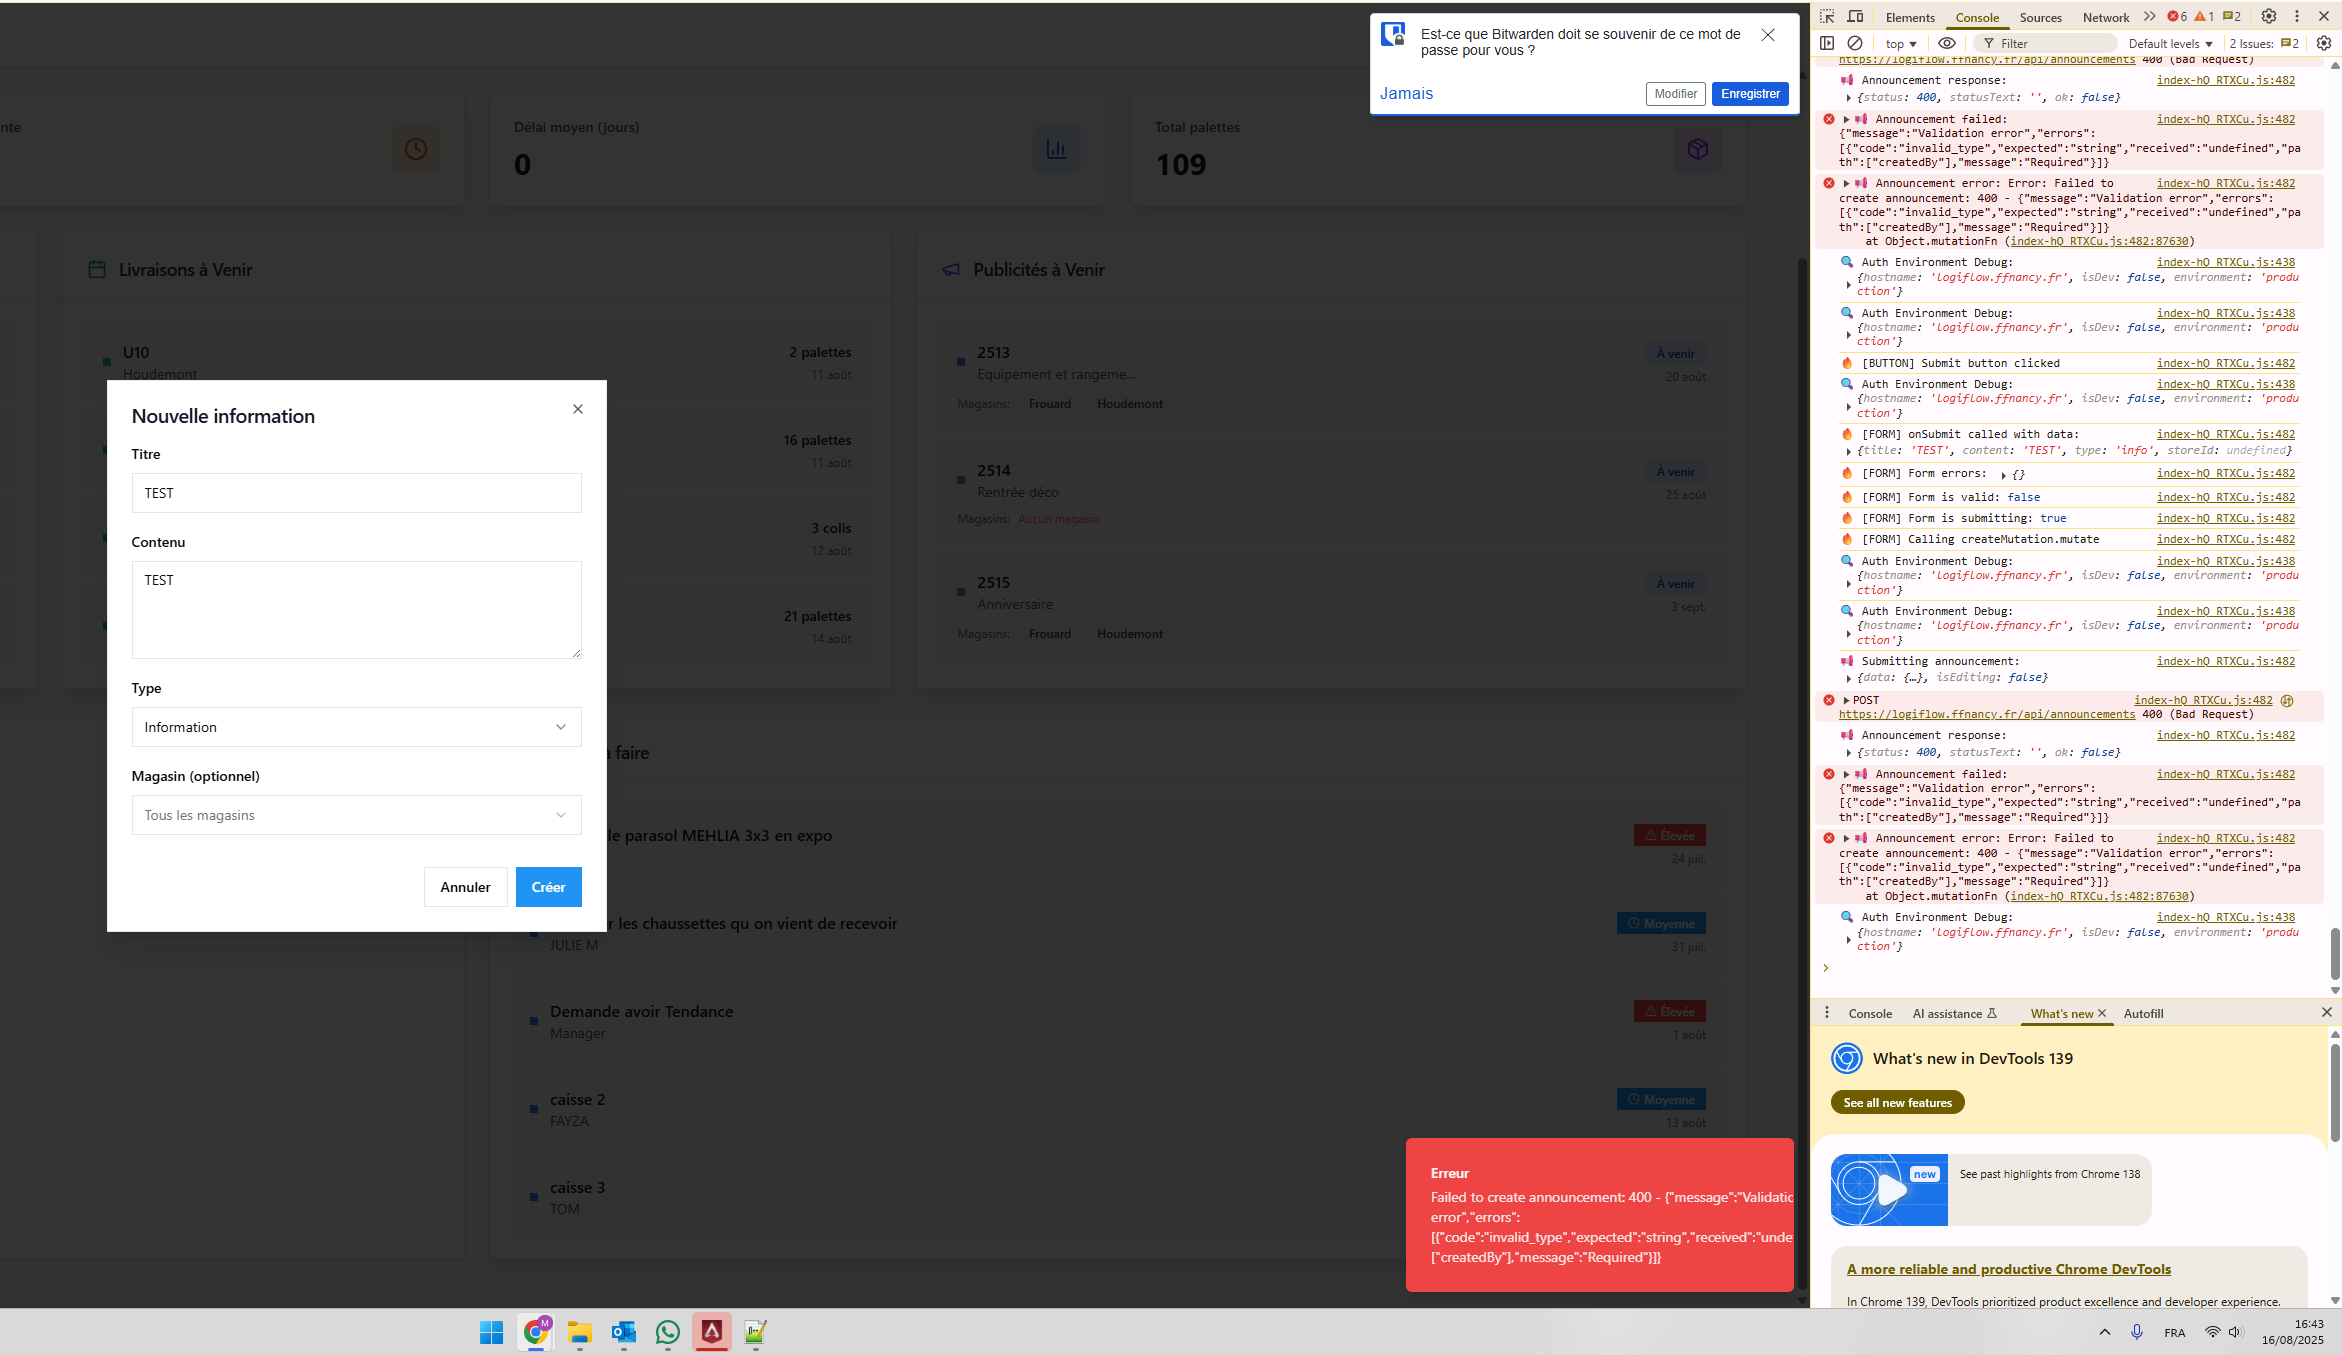 Est-ce que Bitwarden doit se souvenir de ce mot de
passe pour vous ?
Jamais
Modifier
Enregistrer
nte
Délai moyen (jours)
0
Total palettes
109
Livraisons à Venir
U10
Houdemont
2 palettes
11 août
16 palettes
11 août
3 colis
12 août
21 palettes
14 août
Publicités à Venir
2513
Equipement et rangeme...
À venir
20 août
Magasins: Frouard Houdemont
2514
Rentrée déco
À venir
25 août
Magasins: Aucun magasin
2515
Anniversaire
À venir
3 sept.
Magasins: Frouard Houdemont
Nouvelle information
Titre
TEST
Contenu
TEST
Type
Information
Magasin (optionnel)
Tous les magasins
Annuler
Créer
à faire
le parasol MEHLIA 3x3 en expo
Élevée
24 juil.
r les chaussettes qu on vient de recevoir
JULIE M
Moyenne
31 juil.
Demande avoir Tendance
Manager
Élevée
1 août
caisse 2
FAYZA
Moyenne
13 août
caisse 3
TOM
Erreur
Failed to create announcement: 400 - {"message":"Validatic
error","errors":
[{"code":"invalid_type","expected":"string","received":"unde
["createdBy"],"message":"Required"}]}
Elements Console Sources Network 6 1 2
top Filter Default levels 2 Issues: 2
https://logiflow.ffnancy.fr/api/announcements 400 (Bad Request)
Announcement response: index-hQ_RTXCu.js:482
{status: 400, statusText: '', ok: false}
Announcement failed: index-hQ_RTXCu.js:482
{"message":"Validation error","errors":
[{"code":"invalid_type","expected":"string","received":"undefined","pa
th":["createdBy"],"message":"Required"}]}
Announcement error: Error: Failed to index-hQ_RTXCu.js:482
create announcement: 400 - {"message":"Validation error","errors":
[{"code":"invalid_type","expected":"string","received":"undefined","pa
th":["createdBy"],"message":"Required"}]}
at Object.mutationFn (index-hQ_RTXCu.js:482:87630)
Auth Environment Debug: index-hQ_RTXCu.js:438
{hostname: 'logiflow.ffnancy.fr', isDev: false, environment: 'produ
ction'}
Auth Environment Debug: index-hQ_RTXCu.js:438
{hostname: 'logiflow.ffnancy.fr', isDev: false, environment: 'produ
ction'}
[BUTTON] Submit button clicked index-hQ_RTXCu.js:482
Auth Environment Debug: index-hQ_RTXCu.js:438
{hostname: 'logiflow.ffnancy.fr', isDev: false, environment: 'produ
ction'}
[FORM] onSubmit called with data: index-hQ_RTXCu.js:482
{title: 'TEST', content: 'TEST', type: 'info', storeId: undefined}
[FORM] Form errors: {} index-hQ_RTXCu.js:482
[FORM] Form is valid: false index-hQ_RTXCu.js:482
[FORM] Form is submitting: true index-hQ_RTXCu.js:482
[FORM] Calling createMutation.mutate index-hQ_RTXCu.js:482
Auth Environment Debug: index-hQ_RTXCu.js:438
{hostname: 'logiflow.ffnancy.fr', isDev: false, environment: 'produ
ction'}
Auth Environment Debug: index-hQ_RTXCu.js:438
{hostname: 'logiflow.ffnancy.fr', isDev: false, environment: 'produ
ction'}
Submitting announcement: index-hQ_RTXCu.js:482
{data: {…}, isEditing: false}
POST index-hQ_RTXCu.js:482
https://logiflow.ffnancy.fr/api/announcements 400 (Bad Request)
Announcement response: index-hQ_RTXCu.js:482
{status: 400, statusText: '', ok: false}
Announcement failed: index-hQ_RTXCu.js:482
{"message":"Validation error","errors":
[{"code":"invalid_type","expected":"string","received":"undefined","pa
th":["createdBy"],"message":"Required"}]}
Announcement error: Error: Failed to index-hQ_RTXCu.js:482
create announcement: 400 - {"message":"Validation error","errors":
[{"code":"invalid_type","expected":"string","received":"undefined","pa
th":["createdBy"],"message":"Required"}]}
at Object.mutationFn (index-hQ_RTXCu.js:482:87630)
Auth Environment Debug: index-hQ_RTXCu.js:438
{hostname: 'logiflow.ffnancy.fr', isDev: false, environment: 'produ
ction'}
Console AI assistance What's new Autofill
What's new in DevTools 139
See all new features
new
See past highlights from Chrome 138
A more reliable and productive Chrome DevTools
In Chrome 139, DevTools prioritized product excellence and developer experience.
M
FRA
16:43
16/08/2025